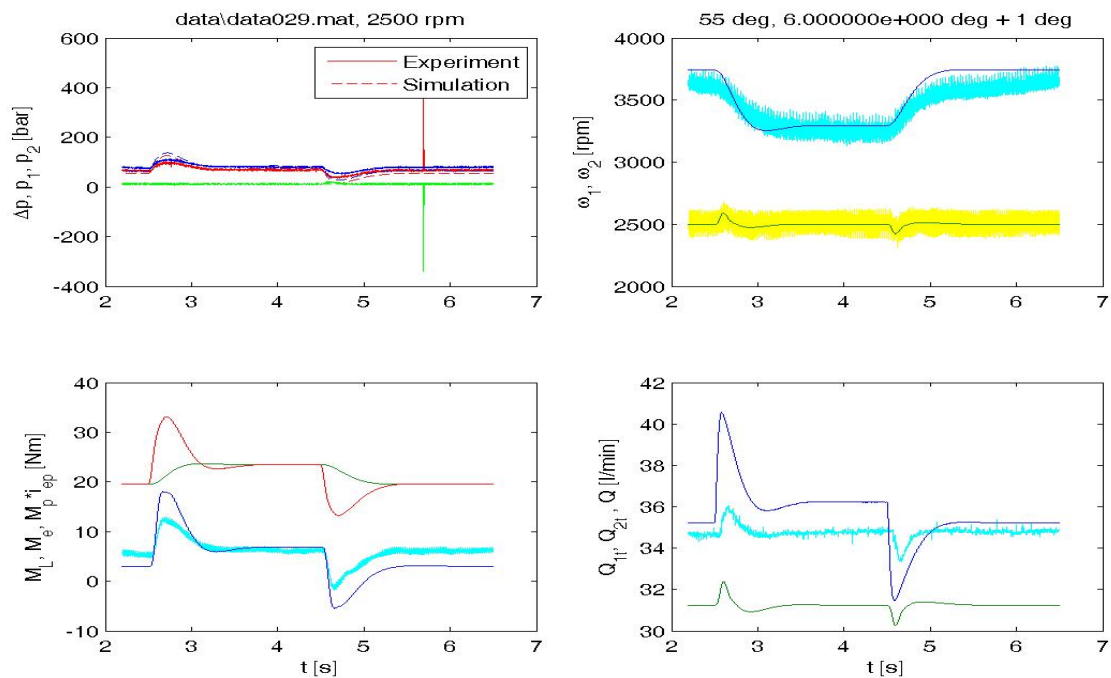 data\data029.mat, 2500 rpm
600
400
200
0
-200
-400
2 3 4 5 6 7
Δp, p1, p2 [bar]
Experiment
Simulation
55 deg, 6.000000e+000 deg + 1 deg
4000
3500
3000
2500
2000
2 3 4 5 6 7
ω1, ω2 [rpm]
40
30
20
10
0
-10
2 3 4 5 6 7
t [s]
ML, Me, Mp*iep [Nm]
42
40
38
36
34
32
30
2 3 4 5 6 7
t [s]
Q1t, Q2t, Q [l/min]